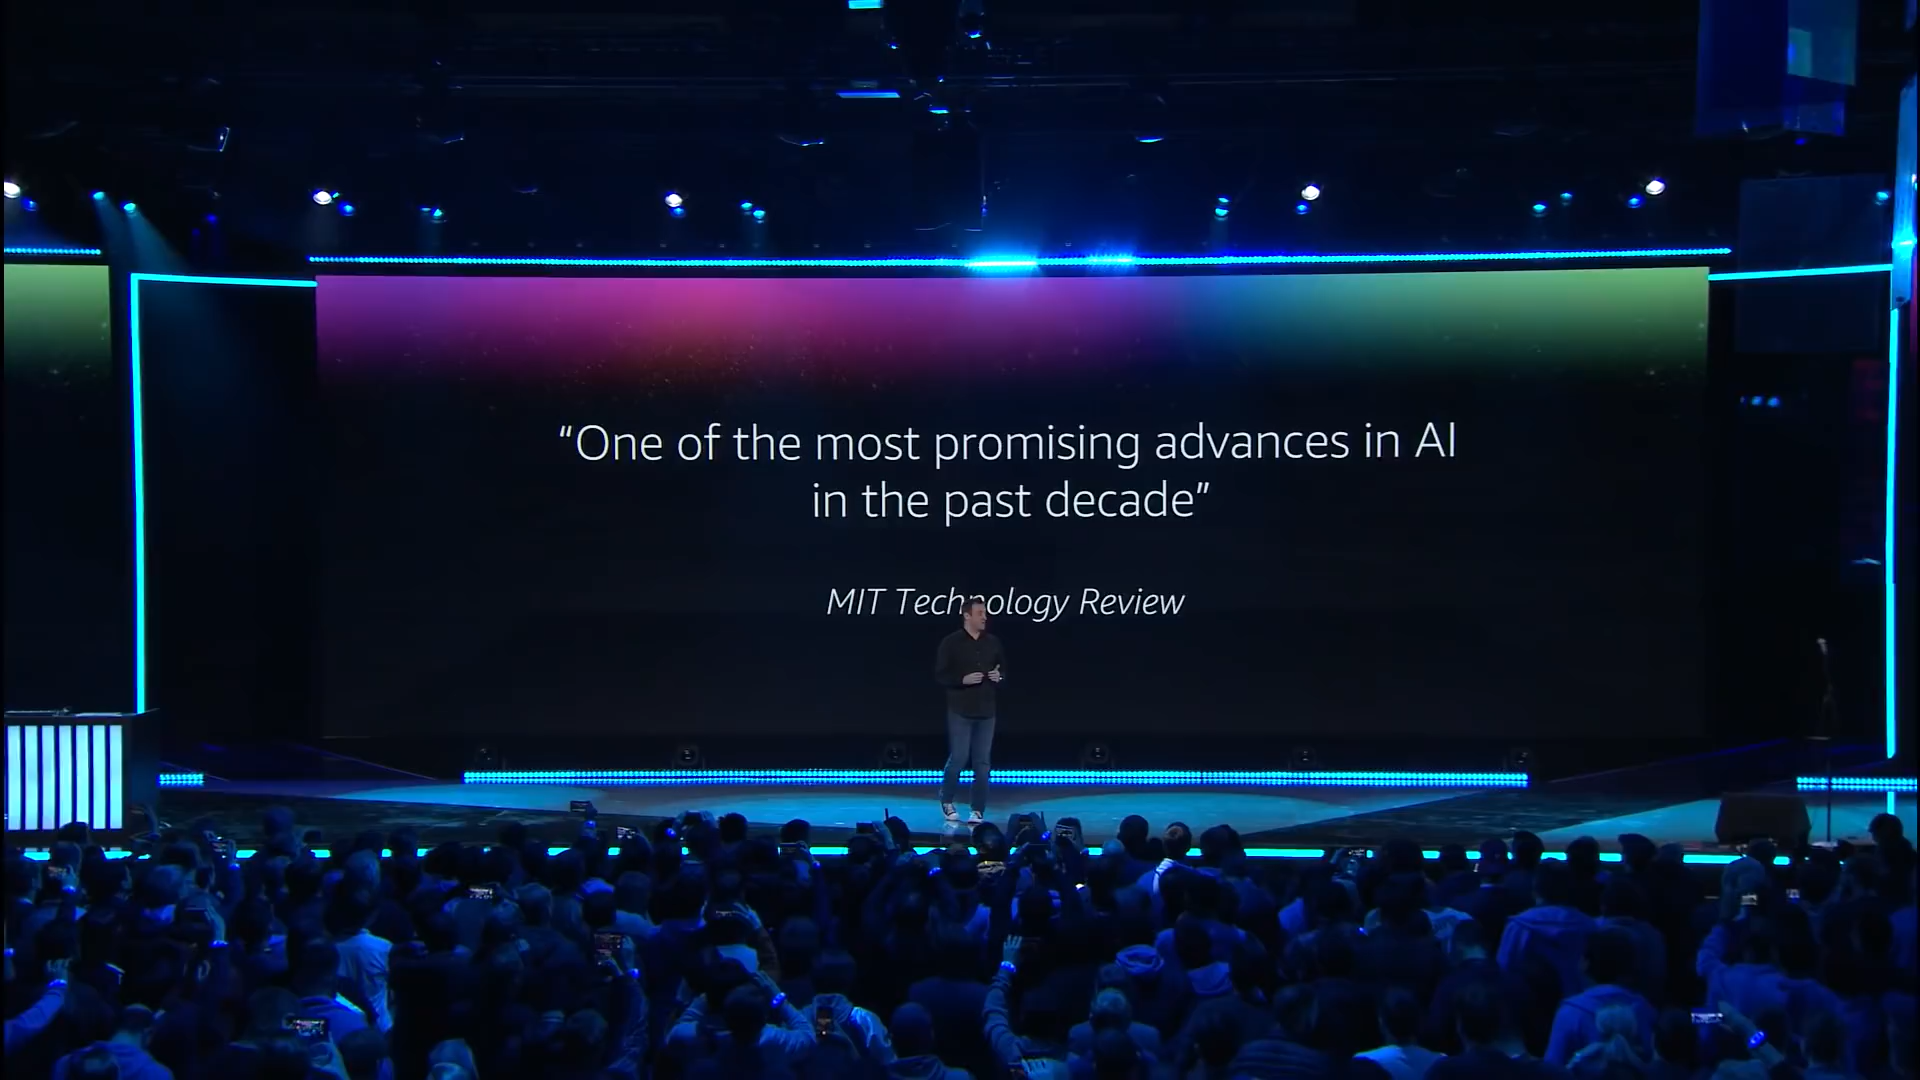 “One of the most promising advances in AI
in the past decade”
MIT Technology Review